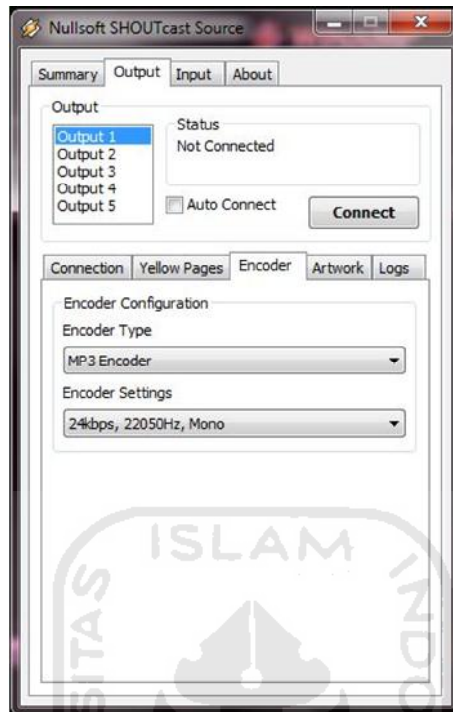 Nullsoft SHOUTcast Source
Summary Output Input About
Output
Output 1
Output 2
Output 3
Output 4
Output 5
Status
Not Connected
Auto Connect
Connect
Connection Yellow Pages Encoder Artwork Logs
Encoder Configuration
Encoder Type
MP3 Encoder
Encoder Settings
24kbps, 22050Hz, Mono
ISLAM
SITAS
INDO